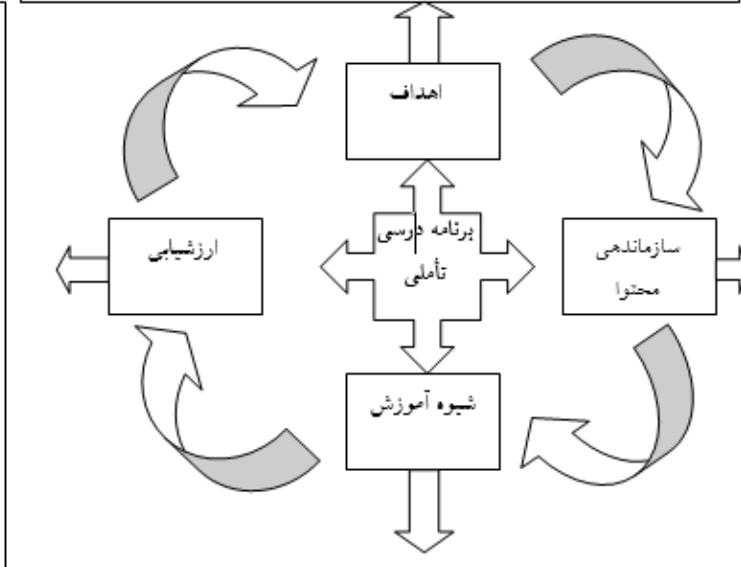 اهداف
برنامه درسی
تأملی
ارزشیابی
سازماندهی
محتوا
شیوه آموزش